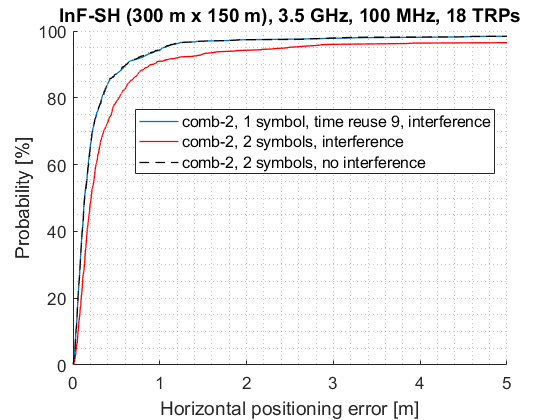 InF-SH (300 m x 150 m), 3.5 GHz, 100 MHz, 18 TRPs
100
80
60
40
20
0
Probability [%]
comb-2, 1 symbol, time reuse 9, interference
comb-2, 2 symbols, interference
comb-2, 2 symbols, no interference
0 1 2 3 4 5
Horizontal positioning error [m]